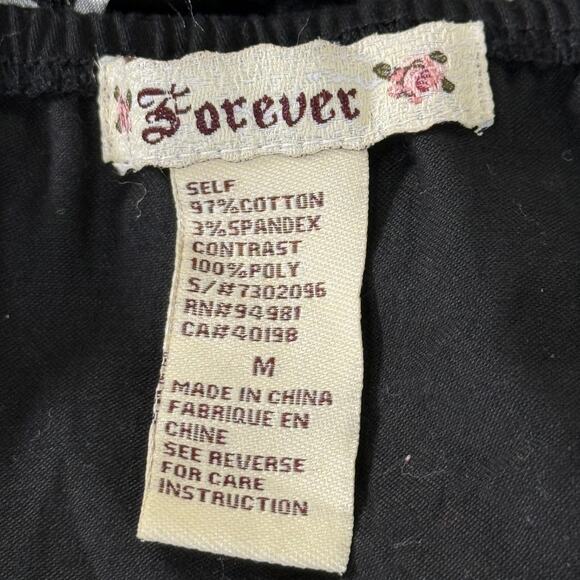 Forever
SELF
97%COTTON
3%SPANDEX
CONTRAST
100%POLY
S/#7302096
RN#94981
CA#40198
M
MADE IN CHINA
FABRIQUE EN
CHINE
SEE REVERSE
FOR CARE
INSTRUCTION